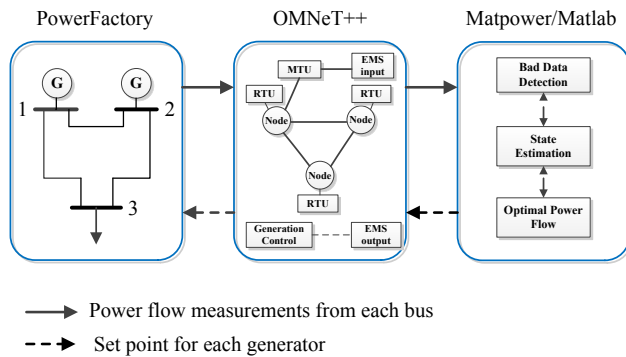 PowerFactory
OMNeT++
Matpower/Matlab
G
G
1
2
3
MTU
EMS
input
RTU
RTU
Node
Node
Node
RTU
Generation
Control
EMS
output
Bad Data
Detection
State
Estimation
Optimal Power
Flow
Power flow measurements from each bus
Set point for each generator